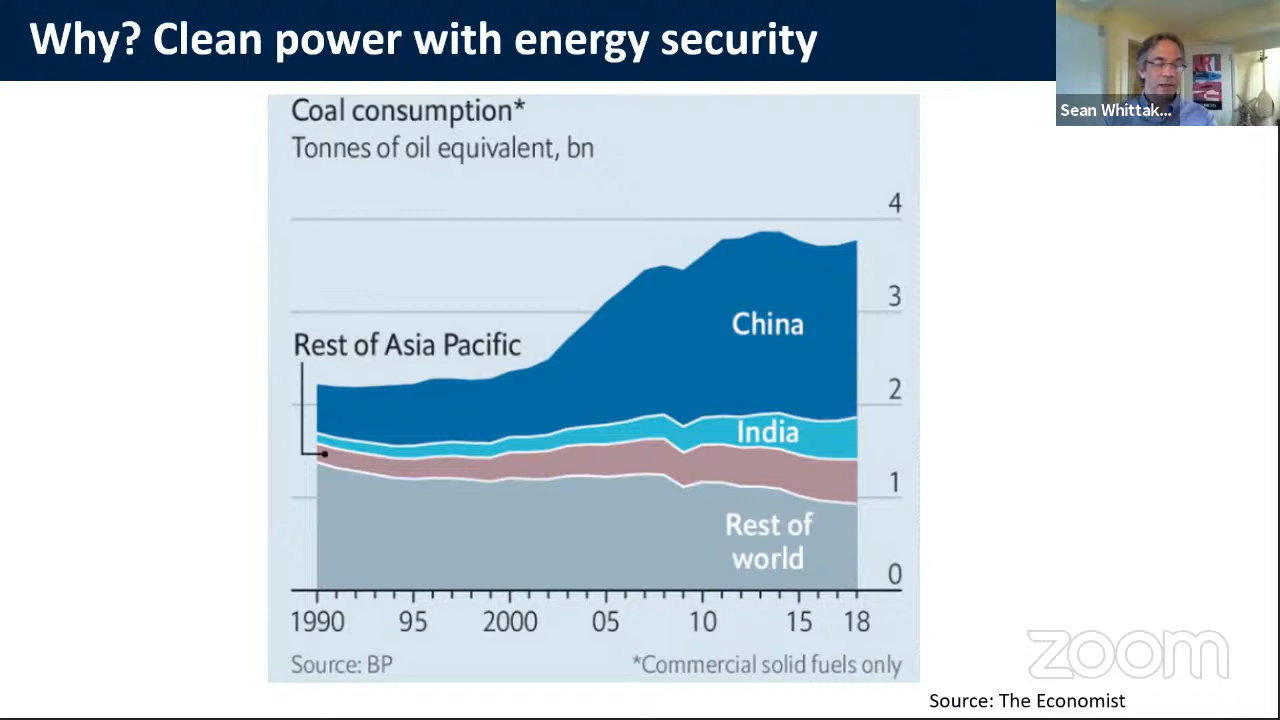 Why? Clean power with energy security
Sean Whittak...
Coal consumption*
Tonnes of oil equivalent, bn
4
3
China
Rest of Asia Pacific
2
India
1
Rest of
world
0
1990 95 2000 05 10 15 18
Source: BP *Commercial solid fuels only
zoom
Source: The Economist